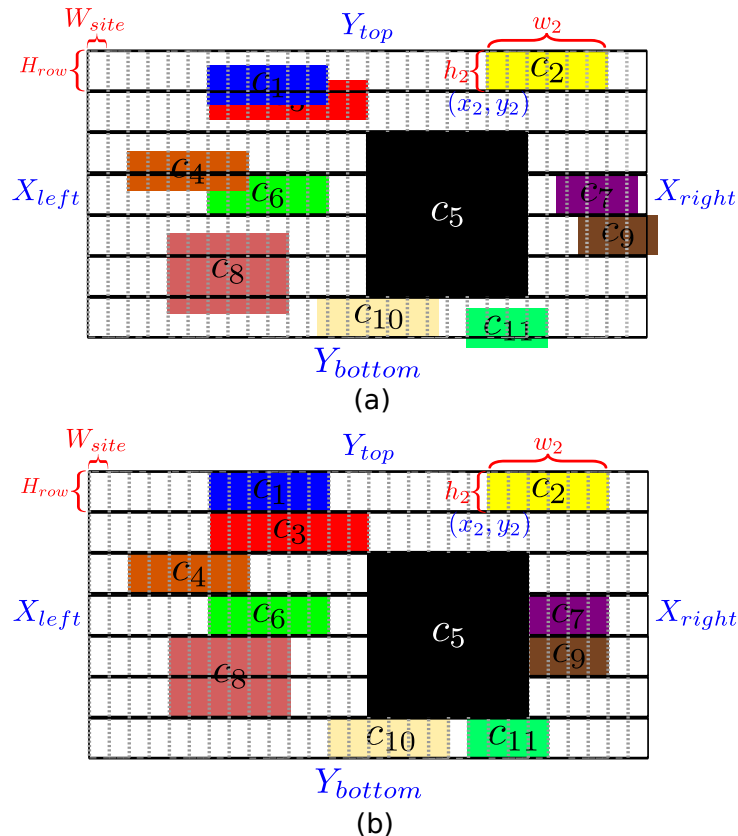 W_site
Y_top
w_2
H_row
h_2
c_1
c_2
(x_2, y_2)
3
c_4
X_left
c_6
c_5
c_7
X_right
c_8
c_9
c_10
c_11
Y_bottom
(a)
W_site
Y_top
w_2
H_row
h_2
c_1
c_2
c_3
(x_2, y_2)
c_4
X_left
c_6
c_5
c_7
X_right
c_8
c_9
c_10
c_11
Y_bottom
(b)